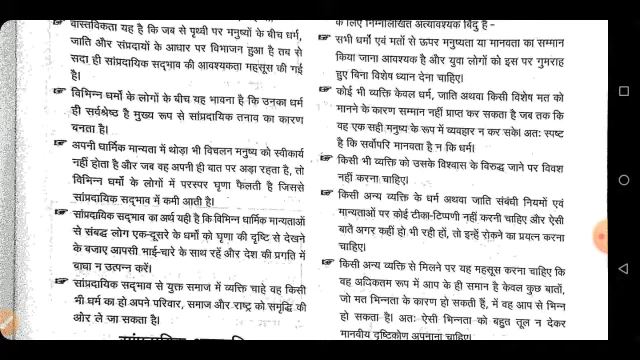 वास्तविकता यह है कि जब से पृथ्वी पर मनुष्यों के बीच धर्म,
जाति और संप्रदायों के आधार पर विभाजन हुआ है तब से
सदा ही सांप्रदायिक सद्‌भाव की आवश्यकता महसूस की गई
है।
विभिन्न धर्मों के लोगों के बीच यह भावना है कि उनका धर्म
ही सर्वश्रेष्ठ है मुख्य रूप से सांप्रदायिक तनाव का कारण
बनता है।
अपनी धार्मिक मान्यता में थोड़ा भी विचलन मनुष्य को स्वीकार्य
नहीं होता है और जब वह अपनी ही बात पर अड़ा रहता है, तो
विभिन्न धर्मों के लोगों में परस्पर घृणा फैलती है जिससे
सांप्रदायिक सद्‌भाव में कमी आती है।
सांप्रदायिक सद्‌भाव का अर्थ यही है कि विभिन्न धार्मिक मान्यताओं
से संबद्ध लोग एक-दूसरे के धर्मों को घृणा की दृष्टि से देखने
के बजाए आपसी भाई-चारे के साथ रहें और देश की प्रगति में
बाधा न उत्पन्न करें।
सांप्रदायिक सद्‌भाव से युक्त समाज में व्यक्ति चाहे वह किसी
भी धर्म का हो अपने परिवार, समाज और राष्ट्र को समृद्धि की
ओर ले जा सकता है।
के लिए निम्नलिखित अत्यावश्यक बिंदु है –
सभी धर्मों एवं मतों से ऊपर मनुष्यता या मानवता का सम्मान
किया जाना आवश्यक है और युवा लोगों को इस पर गुमराह
हुए बिना विशेष ध्यान देना चाहिए।
कोई भी व्यक्ति केवल धर्म, जाति अथवा किसी विशेष मत को
मानने के कारण सम्मान नहीं प्राप्त कर सकता है जब तक कि
वह एक सही मनुष्य के रूप में व्यवहार न कर सके। अतः स्पष्ट
है कि सर्वोपरि मानवता है न कि धर्म।
किसी भी व्यक्ति को उसके विश्वास के विरुद्ध जाने पर विवश
नहीं करना चाहिए।
किसी अन्य व्यक्ति के धर्म अथवा जाति संबंधी नियमों एवं
मान्यताओं पर कोई टीका-टिप्पणी नहीं करनी चाहिए और ऐसी
बातें अगर कहीं हो भी रही हों, तो इन्हें रोकने का प्रयत्न करना
चाहिए।
किसी अन्य व्यक्ति से मिलने पर यह महसूस करना चाहिए कि
वह अधिकतम रूप में आप के ही समान है केवल कुछ बातों,
जो मत भिन्नता के कारण हो सकती हैं, में वह आप से भिन्न
हो सकता है। अतः ऐसी भिन्नता को बहुत तूल न देकर
मानवीय दृष्टिकोण अपनाना चाहिए।